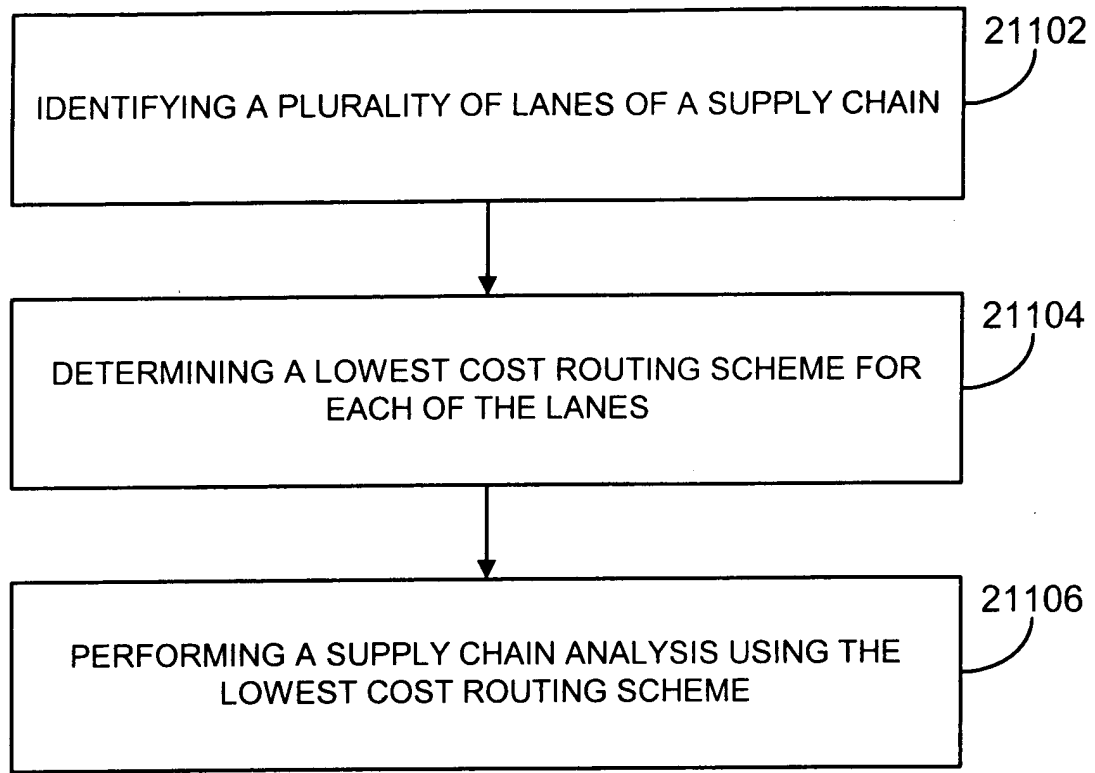 21102
IDENTIFYING A PLURALITY OF LANES OF A SUPPLY CHAIN
21104
DETERMINING A LOWEST COST ROUTING SCHEME FOR
EACH OF THE LANES
21106
PERFORMING A SUPPLY CHAIN ANALYSIS USING THE
LOWEST COST ROUTING SCHEME